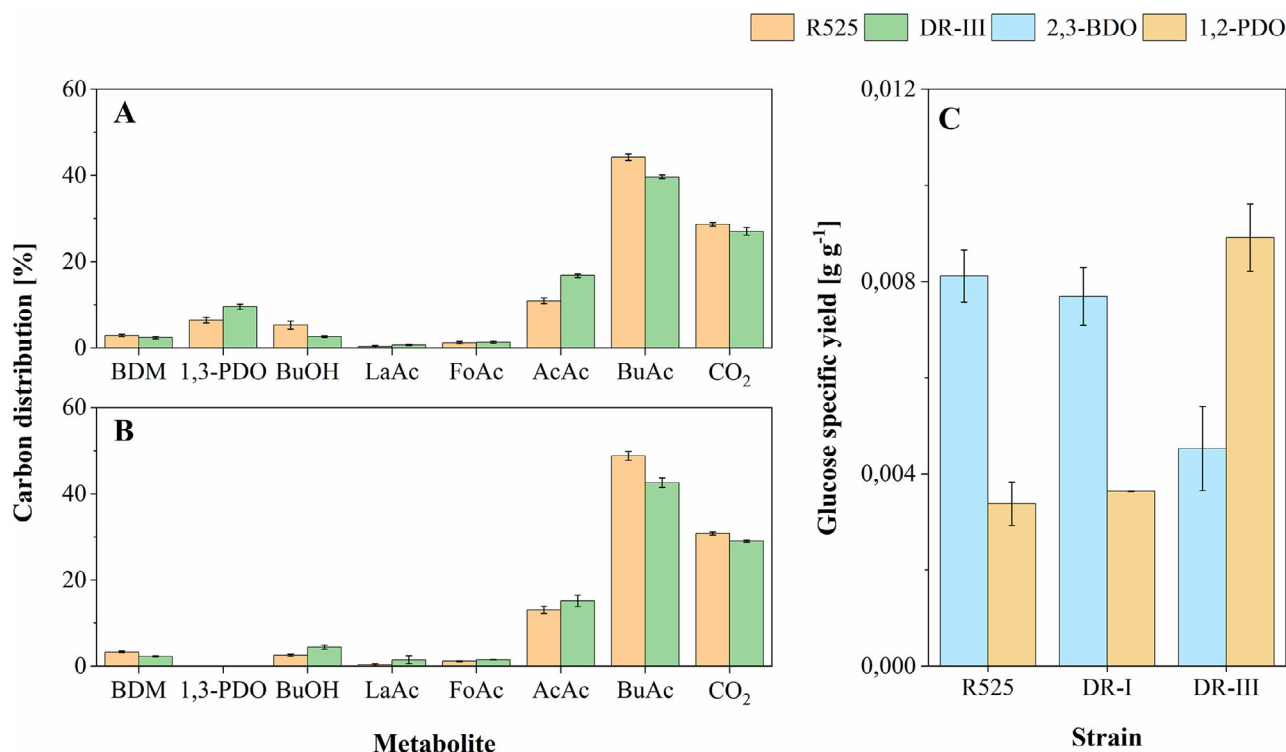 R525 DR-III 2,3-BDO 1,2-PDO
A
60
40
20
0
BDM 1,3-PDO BuOH LaAc FoAc AcAc BuAc CO₂
B
60
40
20
0
BDM 1,3-PDO BuOH LaAc FoAc AcAc BuAc CO₂
Carbon distribution [%]
Metabolite
C
0,012
0,008
0,004
0,000
Glucose specific yield [g g⁻¹]
R525 DR-I DR-III
Strain